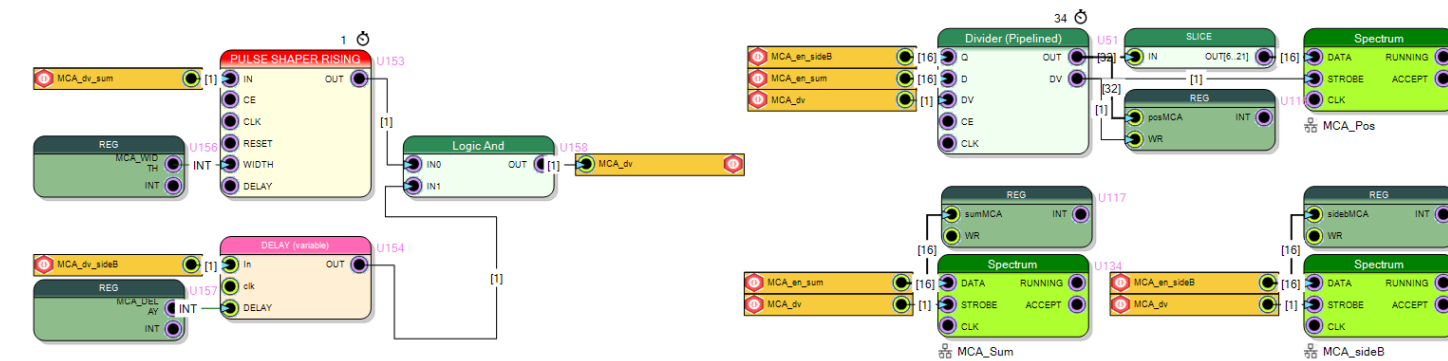 1
PULSE SHAPER RISING
U153
MCA_dv_sum
[1]
IN
OUT
CE
CLK
[1]
RESET
REG
U156
MCA_WID
TH
INT
WIDTH
INT
DELAY
Logic And
U158
IN0
OUT
[1]
MCA_dv
IN1
DELAY (variable)
U154
MCA_dv_sideB
[1]
In
OUT
[1]
clk
REG
U157
MCA_DEL
AY
INT
DELAY
INT
34
Divider (Pipelined)
U51
MCA_en_sideB
[16]
Q
OUT
[32]
MCA_en_sum
[16]
D
DV
[32]
MCA_dv
[1]
DV
[1]
CE
CLK
SLICE
IN
OUT[6..21]
[16]
[1]
REG
posMCA
INT
WR
Spectrum
DATA
RUNNING
STROBE
ACCEPT
CLK
MCA_Pos
REG
U117
sumMCA
INT
WR
[16]
Spectrum
U134
MCA_en_sum
[16]
DATA
RUNNING
MCA_dv
[1]
STROBE
ACCEPT
CLK
MCA_Sum
REG
sidebMCA
INT
WR
[16]
Spectrum
MCA_en_sideB
[16]
DATA
RUNNING
MCA_dv
[1]
STROBE
ACCEPT
CLK
MCA_sideB